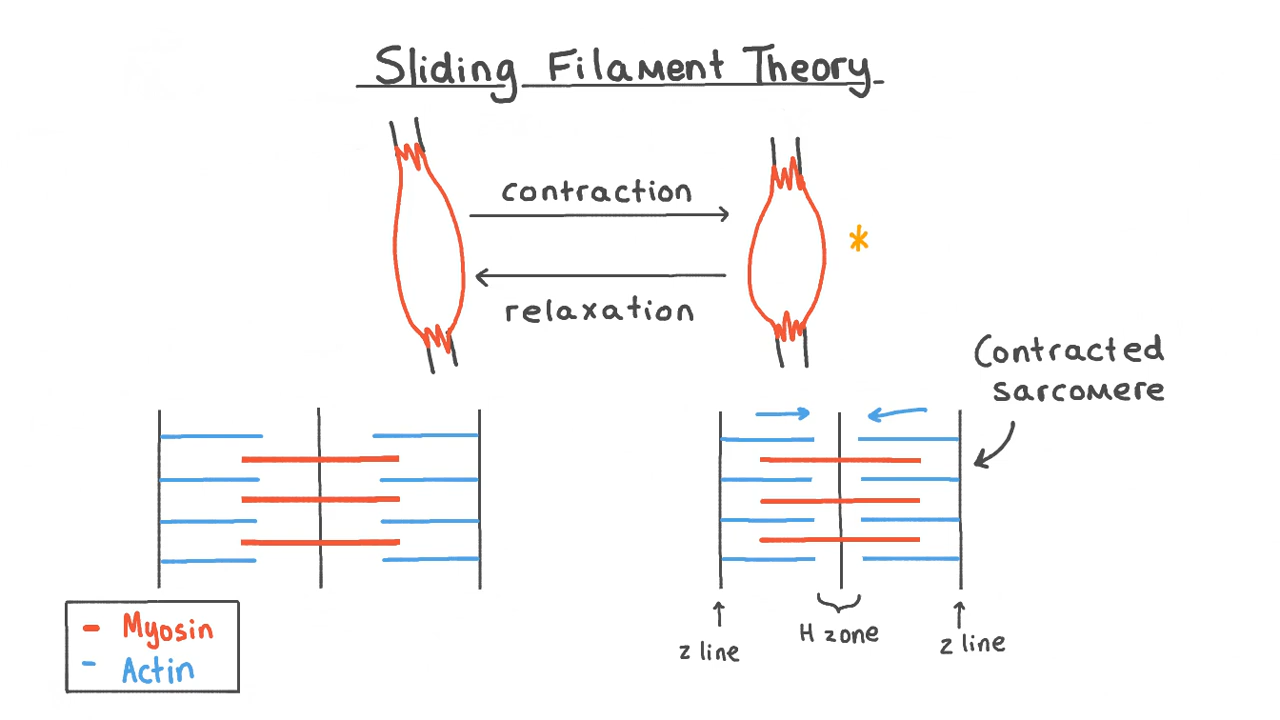 Sliding Filament Theory
contraction
*
relaxation
Contracted
sarcomere
Myosin
Actin
z line
H zone
z line